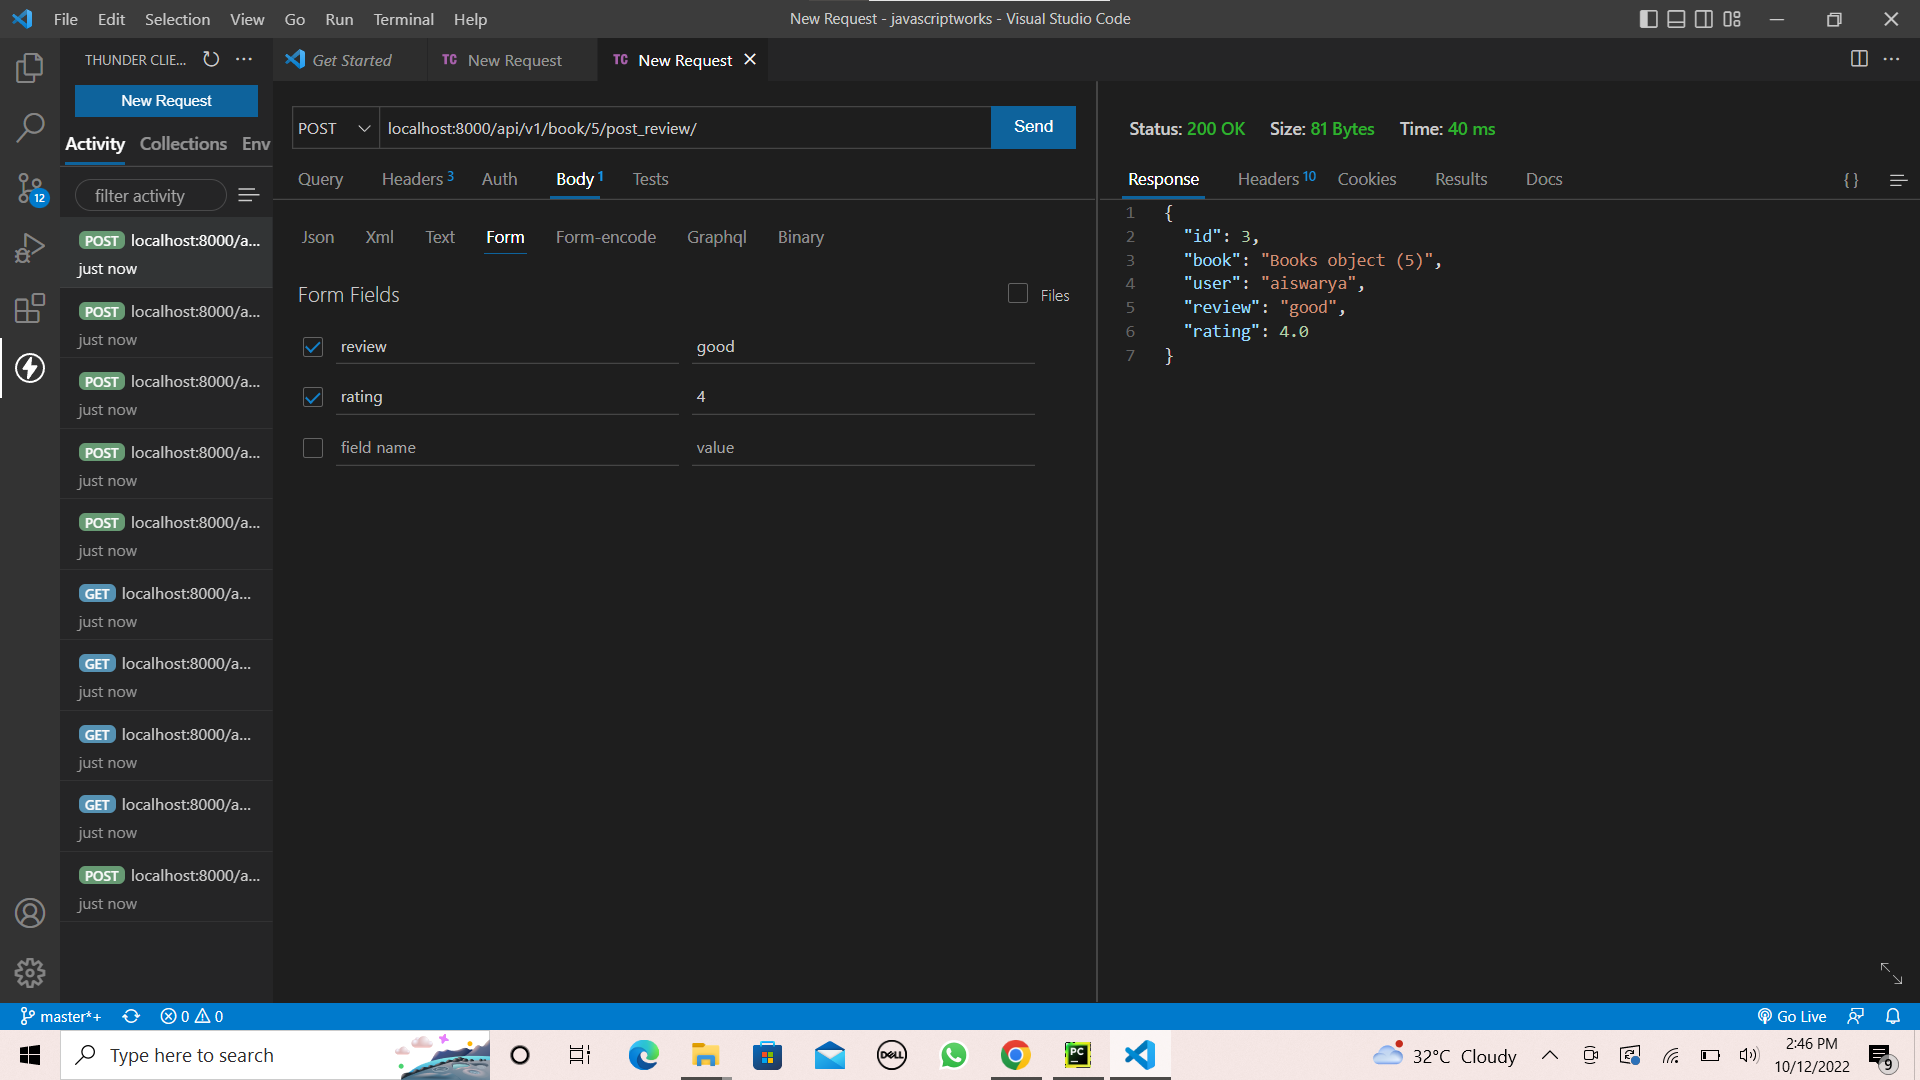 File Edit Selection View Go Run Terminal Help
New Request - javascriptworks - Visual Studio Code
THUNDER CLIE...
New Request
Activity Collections Env
filter activity
POST localhost:8000/a...
just now
POST localhost:8000/a...
just now
POST localhost:8000/a...
just now
POST localhost:8000/a...
just now
POST localhost:8000/a...
just now
GET localhost:8000/a...
just now
GET localhost:8000/a...
just now
GET localhost:8000/a...
just now
GET localhost:8000/a...
just now
POST localhost:8000/a...
just now
12
Get Started TC New Request TC New Request
POST localhost:8000/api/v1/book/5/post_review/ Send
Query Headers 3 Auth Body 1 Tests
Json Xml Text Form Form-encode Graphql Binary
Form Fields Files
review good
rating 4
field name value
Status: 200 OK Size: 81 Bytes Time: 40 ms
Response Headers 10 Cookies Results Docs { }
1 {
2 "id": 3,
3 "book": "Books object (5)",
4 "user": "aiswarya",
5 "review": "good",
6 "rating": 4.0
7 }
master*+ 0 0 Go Live
Type here to search DELL PC 32°C Cloudy 2:46 PM
10/12/2022 9